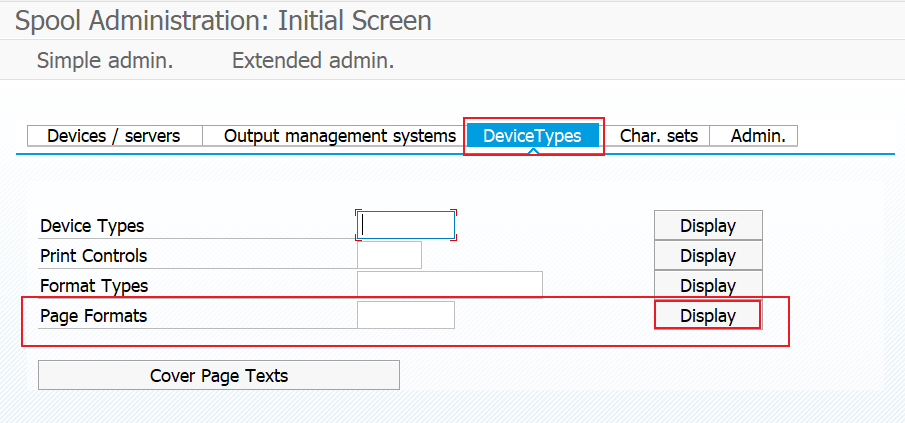 Spool Administration: Initial Screen
Simple admin. Extended admin.
Devices / servers Output management systems DeviceTypes Char. sets Admin.
Device Types Display
Print Controls Display
Format Types Display
Page Formats Display
Cover Page Texts